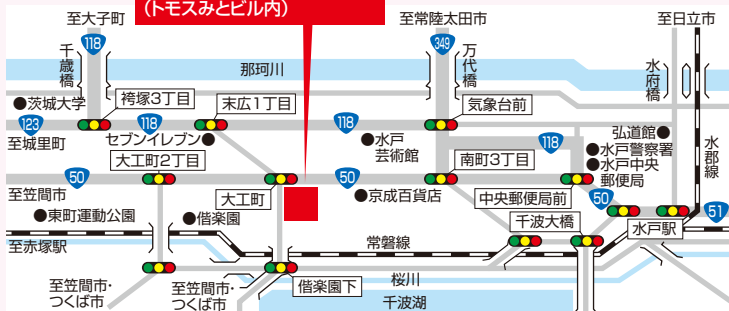 (トモスみとビル内)
至大子町
至常陸太田市
至日立市
118
349
千歳橋
万代橋
水府橋
那珂川
茨城大学
袴塚3丁目
末広1丁目
気象台前
123
118
118
至城里町
セブンイレブン
水戸
芸術館
118
弘道館
水戸警察署
水戸中央
郵便局
水郡線
大工町2丁目
南町3丁目
50
大工町
50
中央郵便局前
至笠間市
京成百貨店
50
51
東町運動公園
偕楽園
千波大橋
水戸駅
至赤塚駅
常磐線
至笠間市・
つくば市
至笠間市・
つくば市
偕楽園下
桜川
千波湖